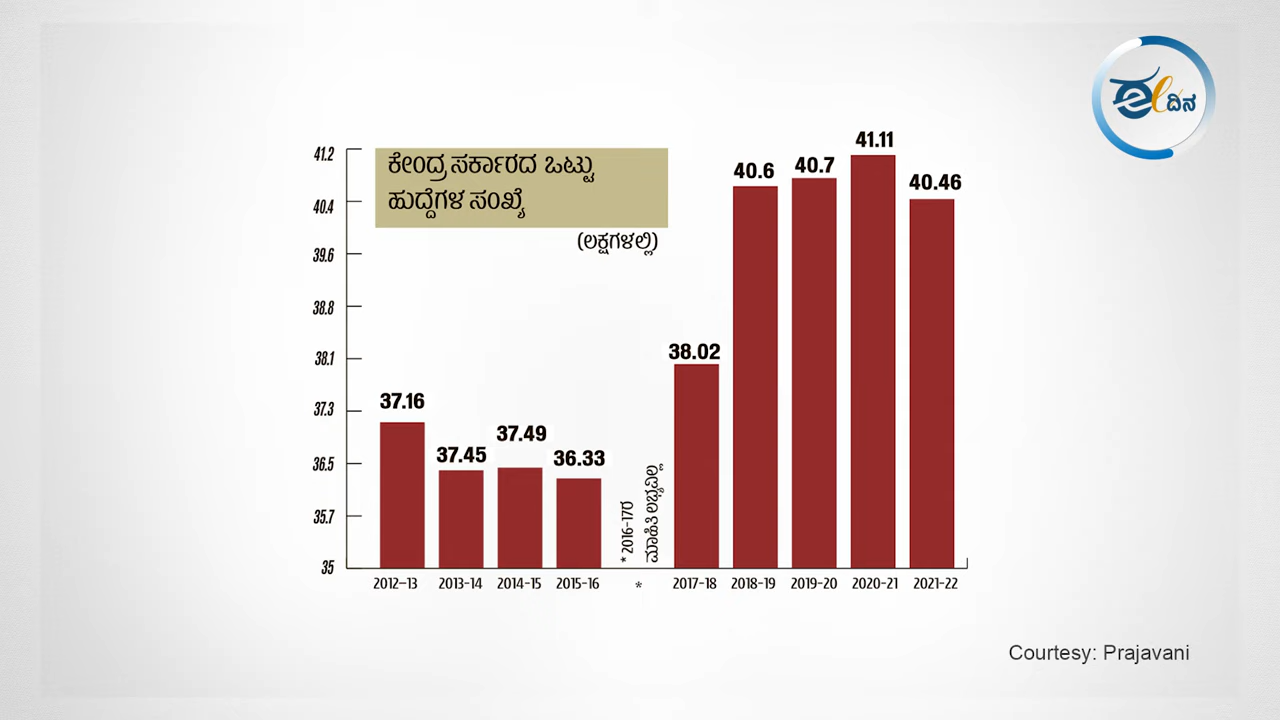 ಈ
e
ದಿನ
ಕೇಂದ್ರ ಸರ್ಕಾರದ ಒಟ್ಟು
ಹುದ್ದೆಗಳ ಸಂಖ್ಯೆ
(ಲಕ್ಷಗಳಲ್ಲಿ)
41.2
40.4
39.6
38.8
38.1
37.3
36.5
35.7
35
37.16
37.45
37.49
36.33
38.02
40.6
40.7
41.11
40.46
* 2016-17ರ
ಮಾಹಿತಿ ಲಭ್ಯವಿಲ್ಲ
2012-13 2013-14 2014-15 2015-16 * 2017-18 2018-19 2019-20 2020-21 2021-22
Courtesy: Prajavani